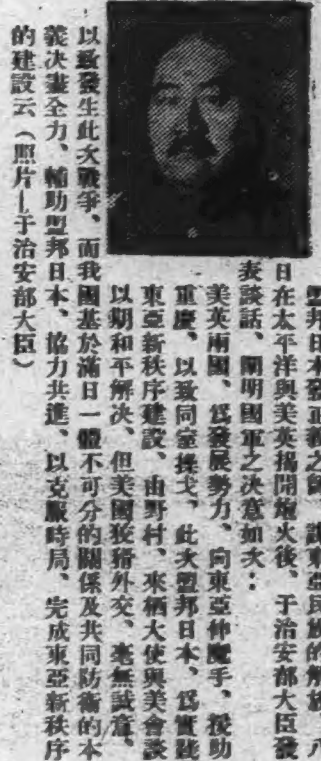 盟邦日本發正義之師、謀東亞民族的解放、八
日在太平洋與美英揭開火後、于治安部大臣發
表談話、闡明國軍之決意如次：
美英兩國、爲發展勢力、向東亞伸魔手、援助
重慶、以致同室操戈、此次盟邦日本、爲實踐
東亞新秩序建設、由野村、來栖大使與美會談
以期和平解決、但美國狡猾外交、毫無誠意、
以致發生此次戰爭、而我國基於滿日一體不可分的關係及共同防衛的本
義決盡全力、輔助盟邦日本、協力共進、以克服時局、完成東亞新秩序
的建設云（照片—于治安部大臣）